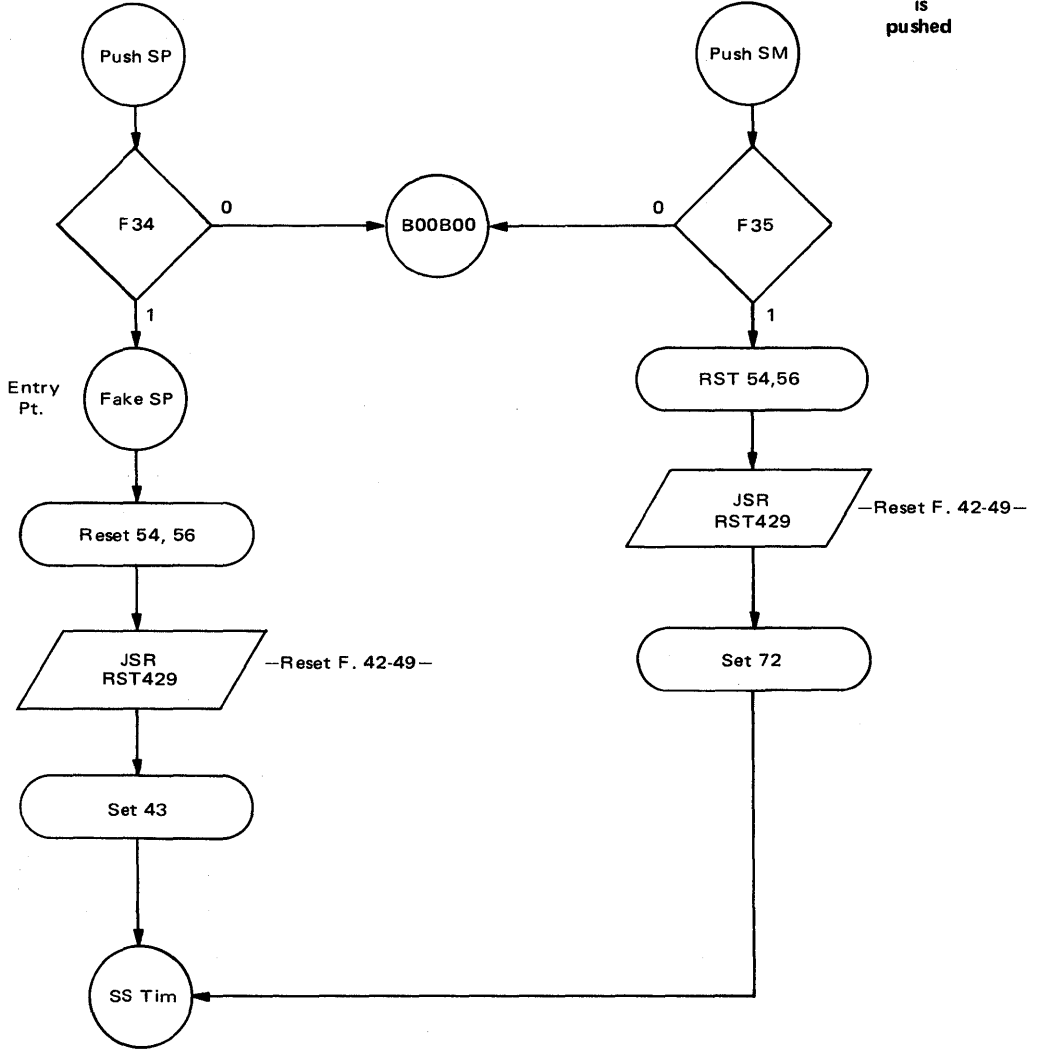 is
pushed
Push SP
Push SM
F34
0
B00B00
0
F35
1
1
Entry
Pt.
Fake SP
RST 54,56
JSR
RST429
—Reset F. 42-49—
Reset 54, 56
JSR
RST429
—Reset F. 42-49—
Set 72
Set 43
SS Tim